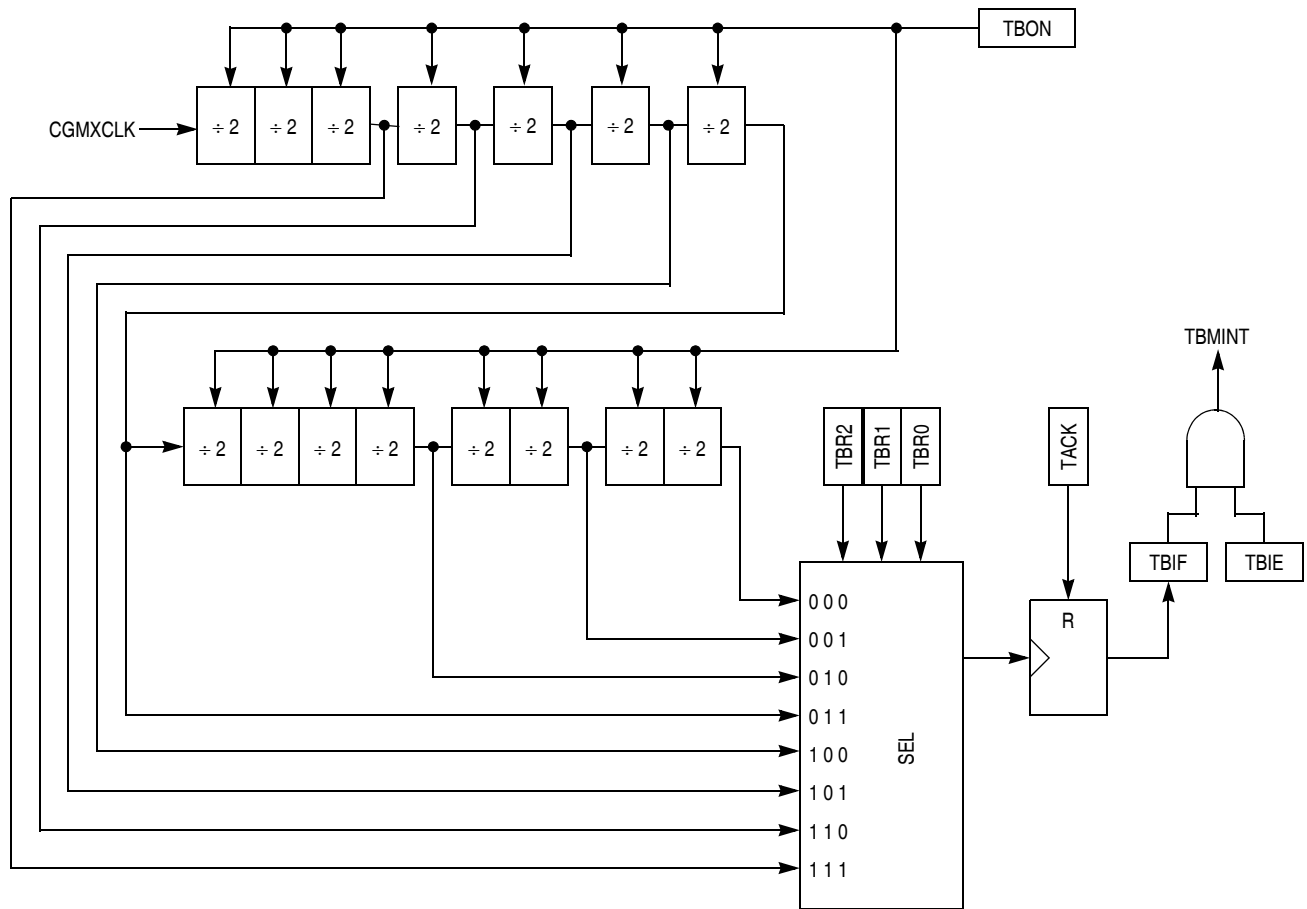 TBON
CGMXCLK
÷ 2 ÷ 2 ÷ 2 ÷ 2 ÷ 2 ÷ 2 ÷ 2
TBMINT
÷ 2 ÷ 2 ÷ 2 ÷ 2 ÷ 2 ÷ 2 ÷ 2 ÷ 2
TBR2
TBR1
TBR0
TACK
TBIF
TBIE
R
0 0 0
0 0 1
0 1 0
0 1 1
1 0 0
1 0 1
1 1 0
1 1 1
SEL